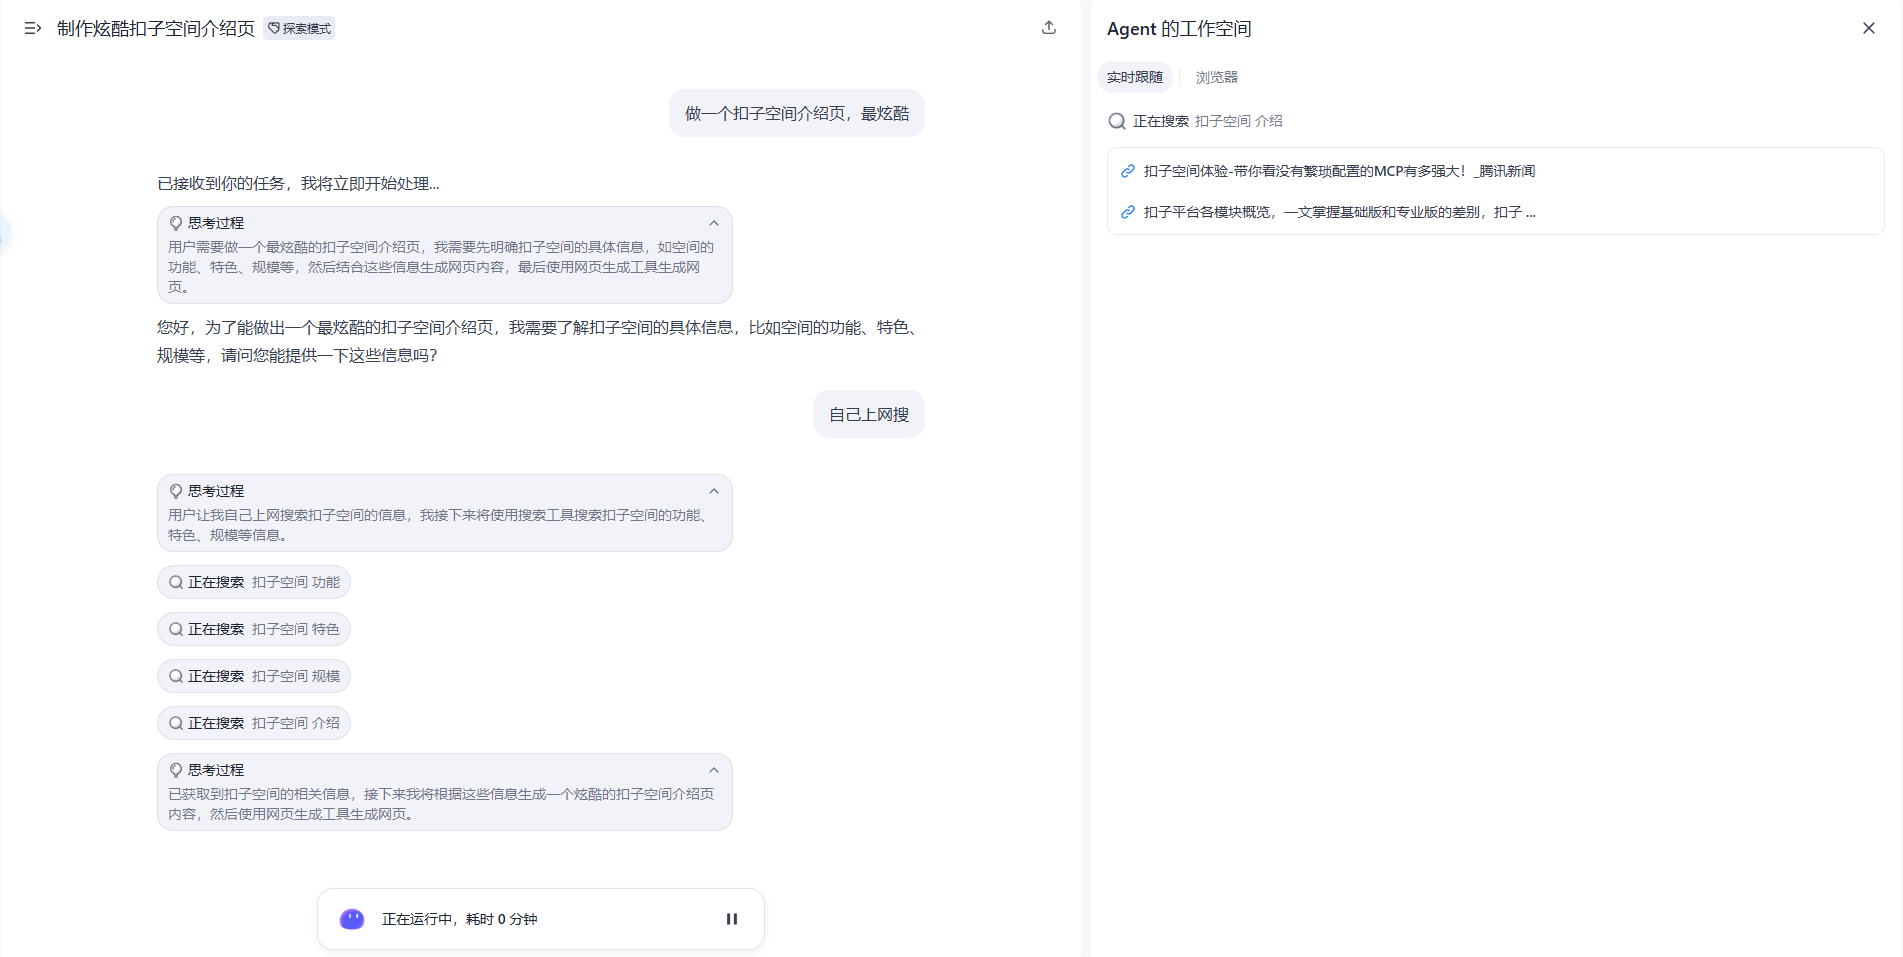 制作炫酷扣子空间介绍页 探索模式
做一个扣子空间介绍页，最炫酷
已接收到你的任务，我将立即开始处理...
思考过程
用户需要做一个最炫酷的扣子空间介绍页，我需要先明确扣子空间的具体信息，如空间的
功能、特色、规模等，然后结合这些信息生成网页内容，最后使用网页生成工具生成网
页。
您好，为了能做出一个最炫酷的扣子空间介绍页，我需要了解扣子空间的具体信息，比如空间的功能、特色、
规模等，请问您能提供一下这些信息吗？
自己上网搜
思考过程
用户让我自己上网搜索扣子空间的信息，我接下来将使用搜索工具搜索扣子空间的功能、
特色、规模等信息。
正在搜索 扣子空间 功能
正在搜索 扣子空间 特色
正在搜索 扣子空间 规模
正在搜索 扣子空间 介绍
思考过程
已获取到扣子空间的相关信息，接下来我将根据这些信息生成一个炫酷的扣子空间介绍页
内容，然后使用网页生成工具生成网页。
正在运行中，耗时 0 分钟
Agent 的工作空间
实时跟随 浏览器
正在搜索 扣子空间 介绍
扣子空间体验-带你看没有繁琐配置的MCP有多强大！_腾讯新闻
扣子平台各模块概览，一文掌握基础版和专业版的差别，扣子 ...